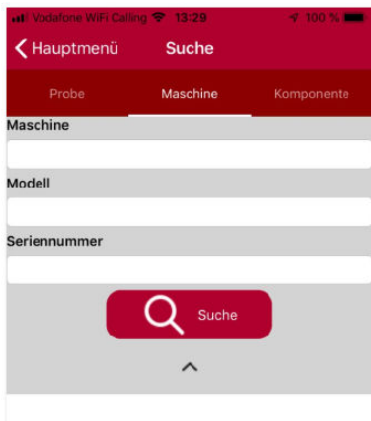 Vodafone WiFi Calling 13:29 100 %
Hauptmenü Suche
Probe Maschine Komponente
Maschine
Modell
Seriennummer
Suche